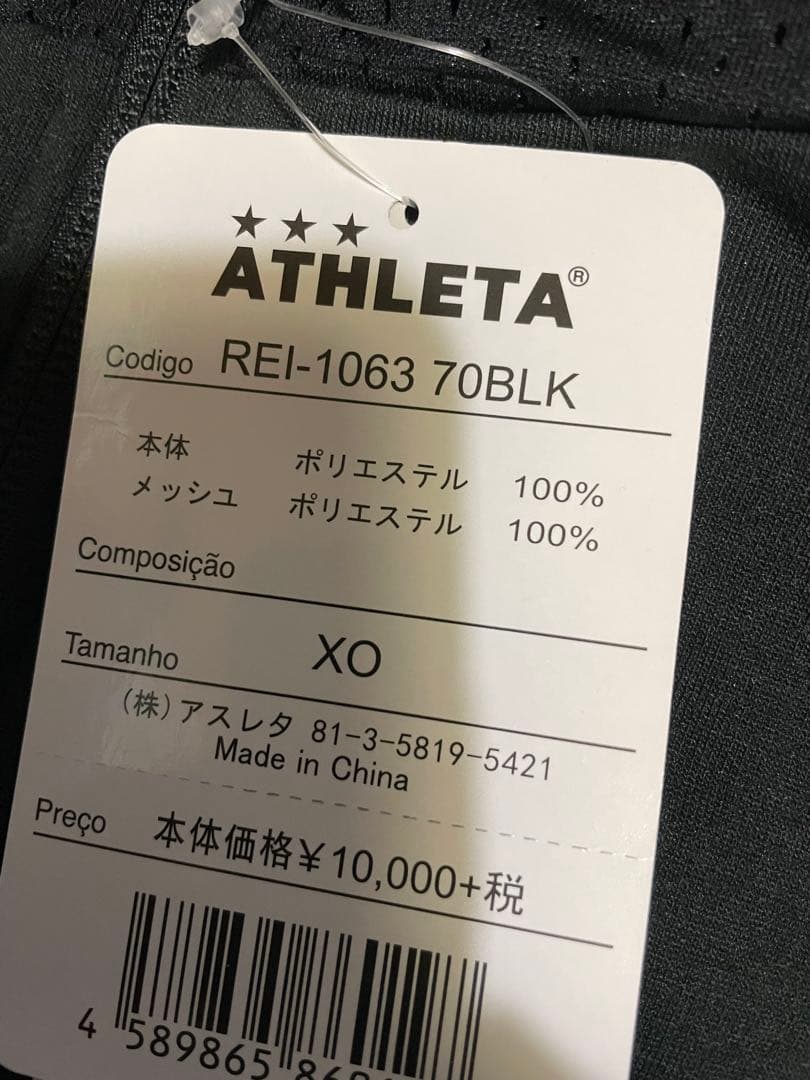 ★★★
ATHLETA®
Codigo REI-1063 70BLK
本体 ポリエステル 100%
メッシュ ポリエステル 100%
Composição
Tamanho XO
(株)アスレタ 81-3-5819-5421
Made in China
Preço 本体価格¥10,000+税
4 589865